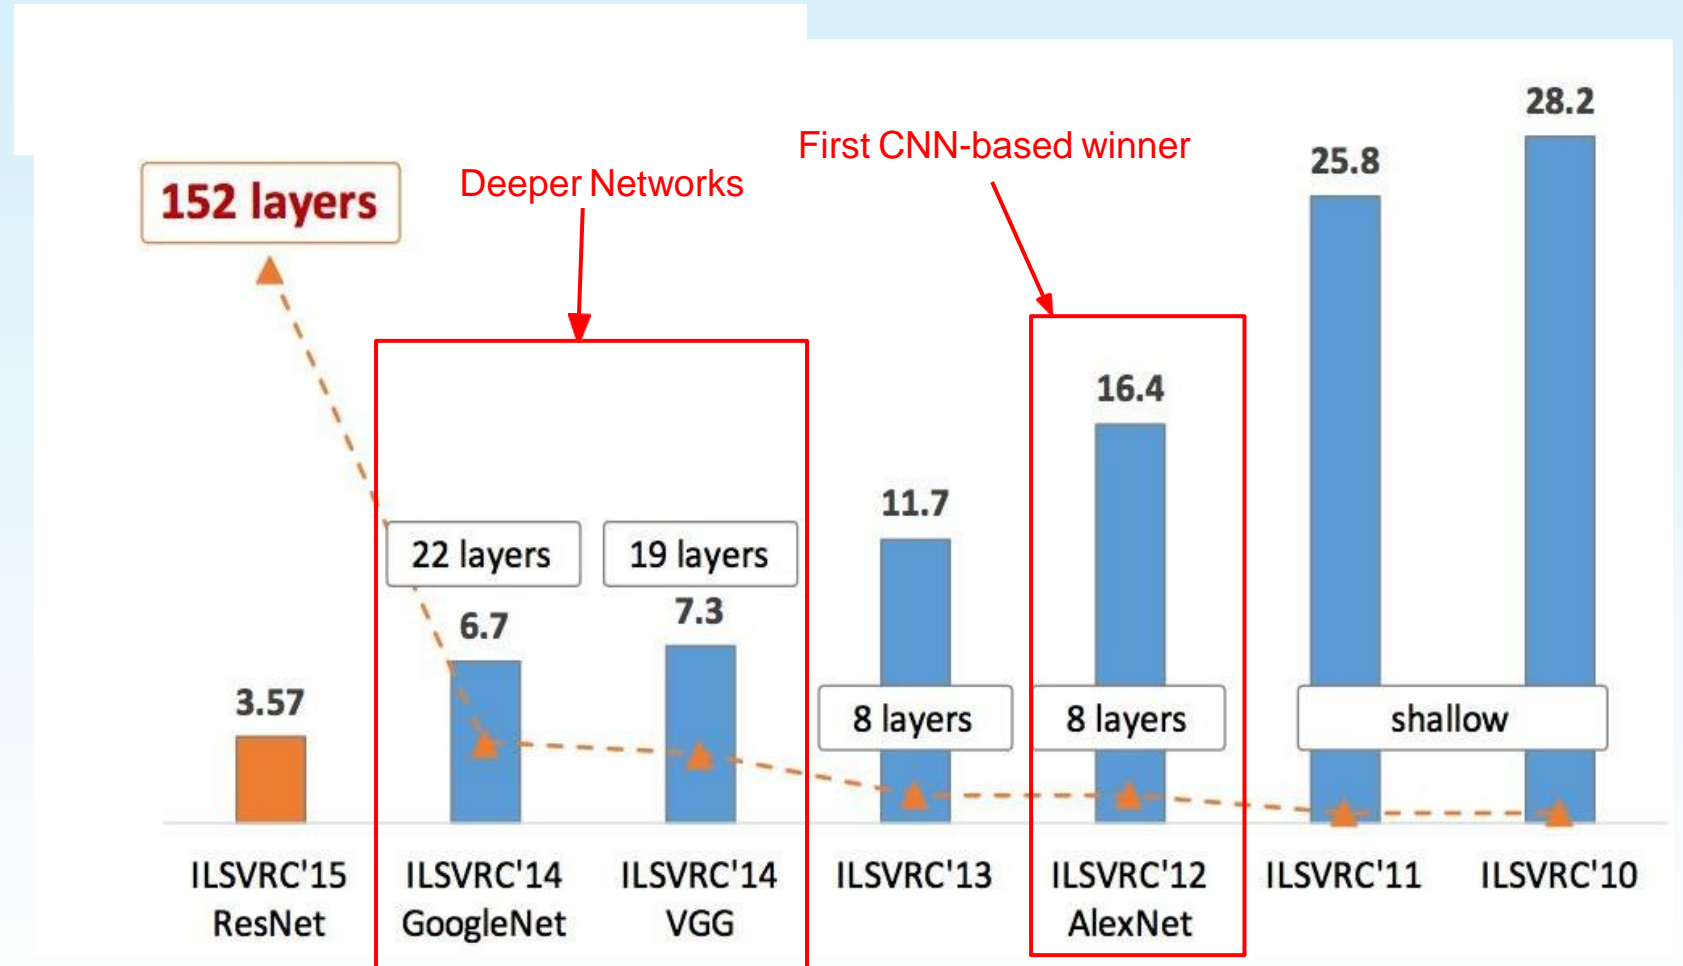 28.2
First CNN-based winner
25.8
Deeper Networks
152 layers
16.4
11.7
22 layers
19 layers
6.7
7.3
3.57
8 layers
8 layers
shallow
ILSVRC'15
ResNet
ILSVRC'14
GoogleNet
ILSVRC'14
VGG
ILSVRC'13
ILSVRC'12
AlexNet
ILSVRC'11
ILSVRC'10